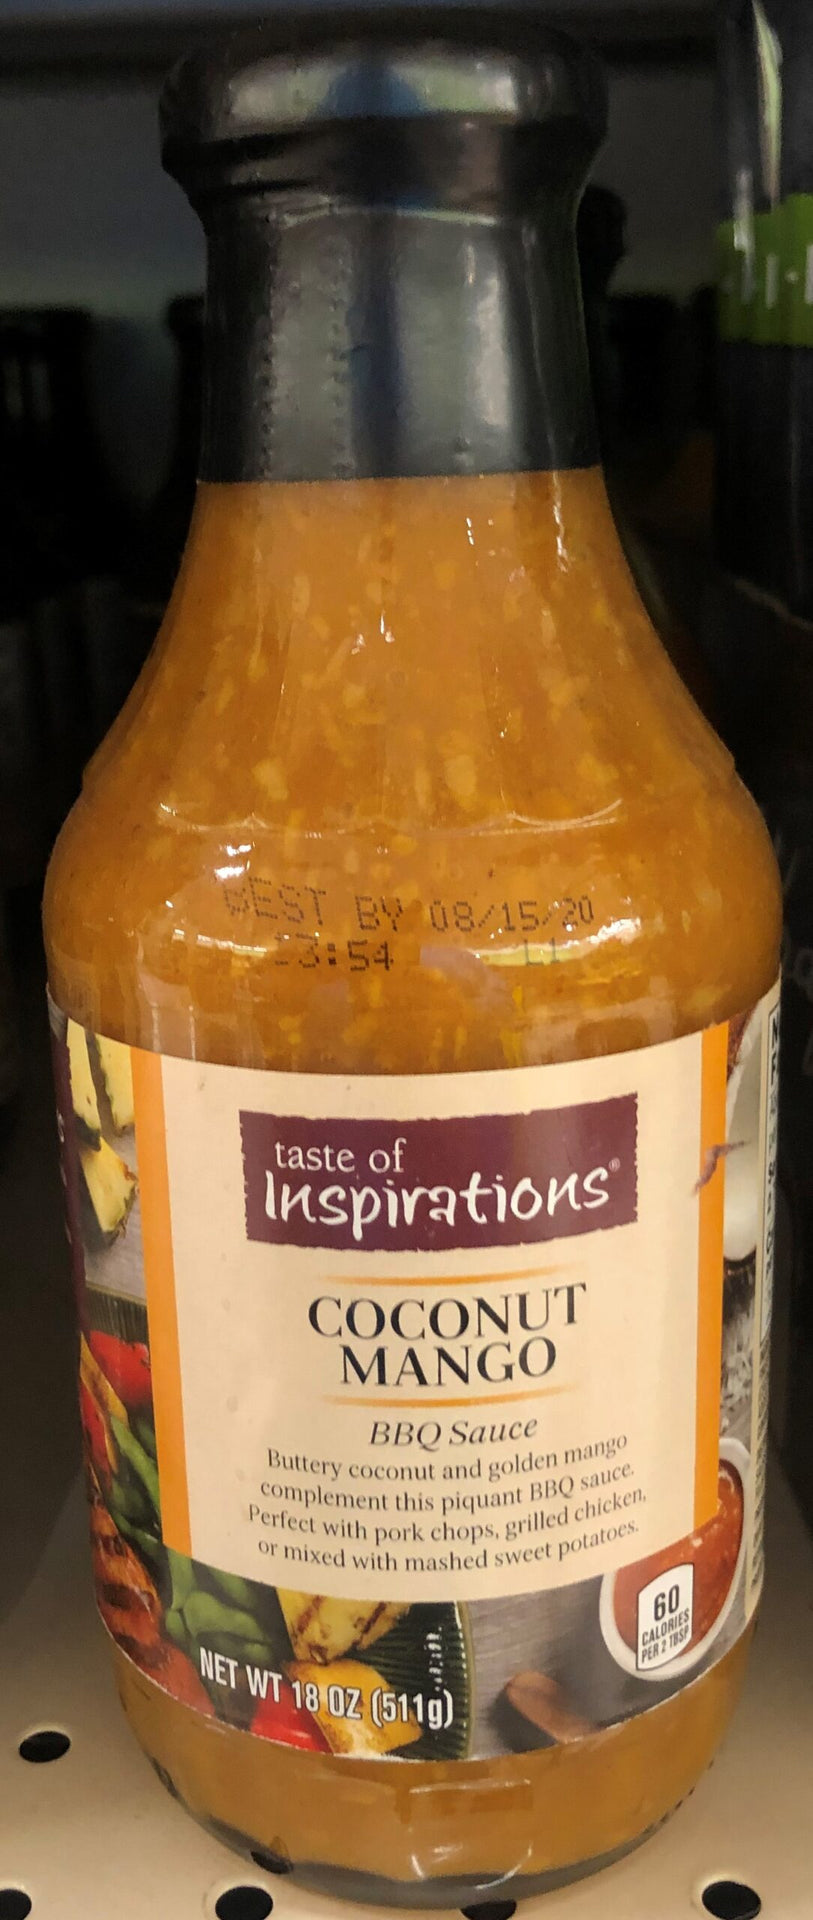 BEST BY 08/15/20
13:54 L1
taste of
Inspirations®
COCONUT
MANGO
BBQ Sauce
Buttery coconut and golden mango
complement this piquant BBQ sauce.
Perfect with pork chops, grilled chicken,
or mixed with mashed sweet potatoes.
60
CALORIES
PER 2 TBSP
NET WT 18 OZ (511g)